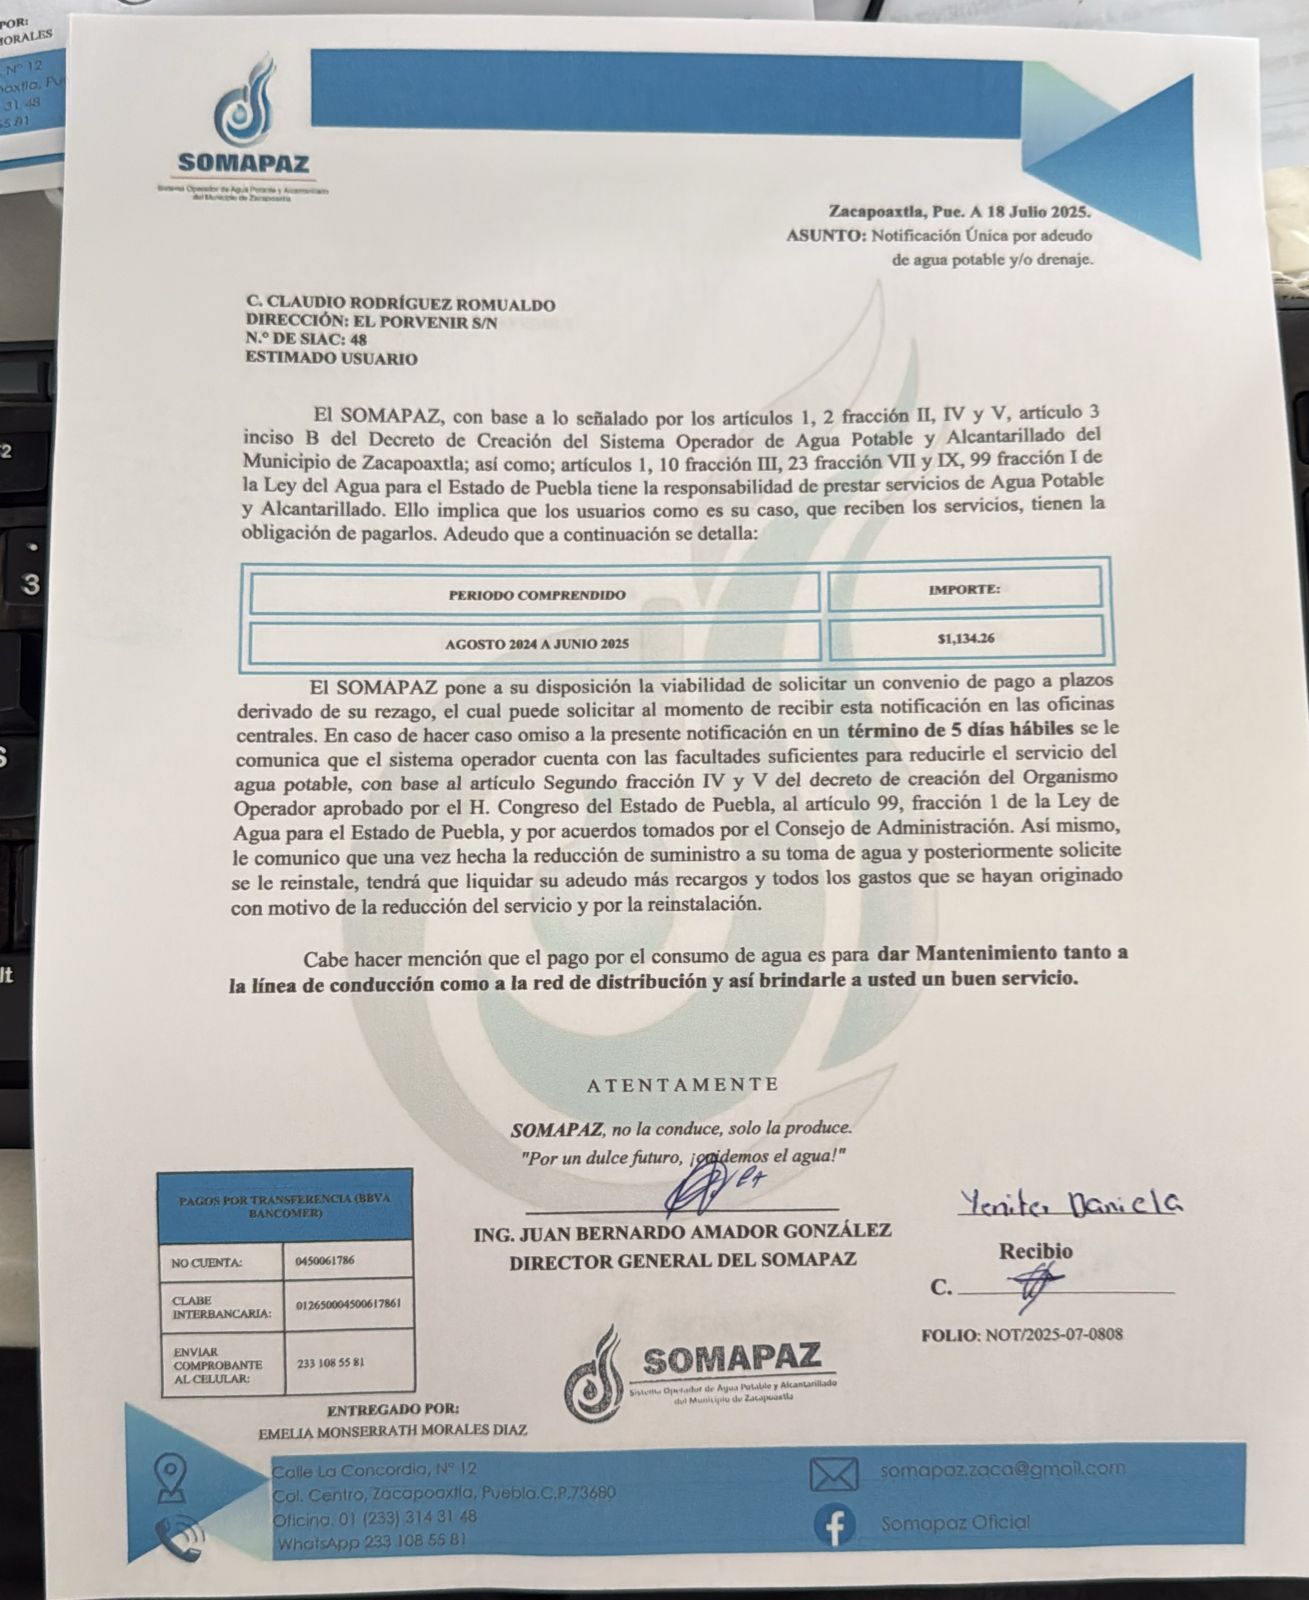 POR:
MORALES
Nº 12
31 48
55 81
SOMAPAZ
Sistema Operador de Agua Potable y Alcantarillado
del Municipio de Zacapoaxtla
Zacapoaxtla, Pue. A 18 Julio 2025.
ASUNTO: Notificación Única por adeudo
de agua potable y/o drenaje.
C. CLAUDIO RODRÍGUEZ ROMUALDO
DIRECCIÓN: EL PORVENIR S/N
N.° DE SIAC: 48
ESTIMADO USUARIO
El SOMAPAZ, con base a lo señalado por los artículos 1, 2 fracción II, IV y V, artículo 3
inciso B del Decreto de Creación del Sistema Operador de Agua Potable y Alcantarillado del
Municipio de Zacapoaxtla; así como; artículos 1, 10 fracción III, 23 fracción VII y IX, 99 fracción I de
la Ley del Agua para el Estado de Puebla tiene la responsabilidad de prestar servicios de Agua Potable
y Alcantarillado. Ello implica que los usuarios como es su caso, que reciben los servicios, tienen la
obligación de pagarlos. Adeudo que a continuación se detalla:
PERIODO COMPRENDIDO IMPORTE:
AGOSTO 2024 A JUNIO 2025 $1,134.26
El SOMAPAZ pone a su disposición la viabilidad de solicitar un convenio de pago a plazos
derivado de su rezago, el cual puede solicitar al momento de recibir esta notificación en las oficinas
centrales. En caso de hacer caso omiso a la presente notificación en un término de 5 días hábiles se le
comunica que el sistema operador cuenta con las facultades suficientes para reducirle el servicio del
agua potable, con base al artículo Segundo fracción IV y V del decreto de creación del Organismo
Operador aprobado por el H. Congreso del Estado de Puebla, al artículo 99, fracción 1 de la Ley de
Agua para el Estado de Puebla, y por acuerdos tomados por el Consejo de Administración. Así mismo,
le comunico que una vez hecha la reducción de suministro a su toma de agua y posteriormente solicite
se le reinstale, tendrá que liquidar su adeudo más recargos y todos los gastos que se hayan originado
con motivo de la reducción del servicio y por la reinstalación.
Cabe hacer mención que el pago por el consumo de agua es para dar Mantenimiento tanto a
la línea de conducción como a la red de distribución y así brindarle a usted un buen servicio.
ATENTAMENTE
SOMAPAZ, no la conduce, solo la produce.
"Por un dulce futuro, ¡cuidemos el agua!"
ING. JUAN BERNARDO AMADOR GONZÁLEZ
DIRECTOR GENERAL DEL SOMAPAZ
Yeniter Daniela
Recibio
C.
FOLIO: NOT/2025-07-0808
PAGOS POR TRANSFERENCIA (BBVA
BANCOMER)
NO CUENTA: 0450061786
CLABE
INTERBANCARIA: 012650004500617861
ENVIAR
COMPROBANTE
AL CELULAR: 233 108 55 81
SOMAPAZ
Sistema Operador de Agua Potable y Alcantarillado
del Municipio de Zacapoaxtla
ENTREGADO POR:
EMELIA MONSERRATH MORALES DIAZ
Calle La Concordia, Nº 12
Col. Centro, Zacapoaxtla, Puebla.C.P.73680
Oficina. 01 (233) 314 31 48
WhatsApp 233 108 55 81
somapaz.zaca@gmail.com
Somapaz Oficial
2
3
S
lt